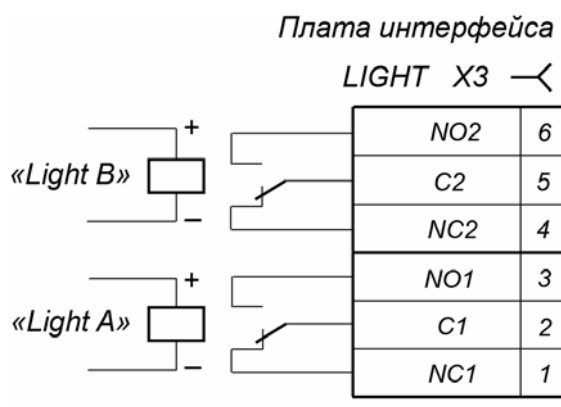 Плата интерфейса
LIGHT X3
NO2 6
+
«Light B»
C2 5
–
NC2 4
+
NO1 3
«Light A»
C1 2
–
NC1 1